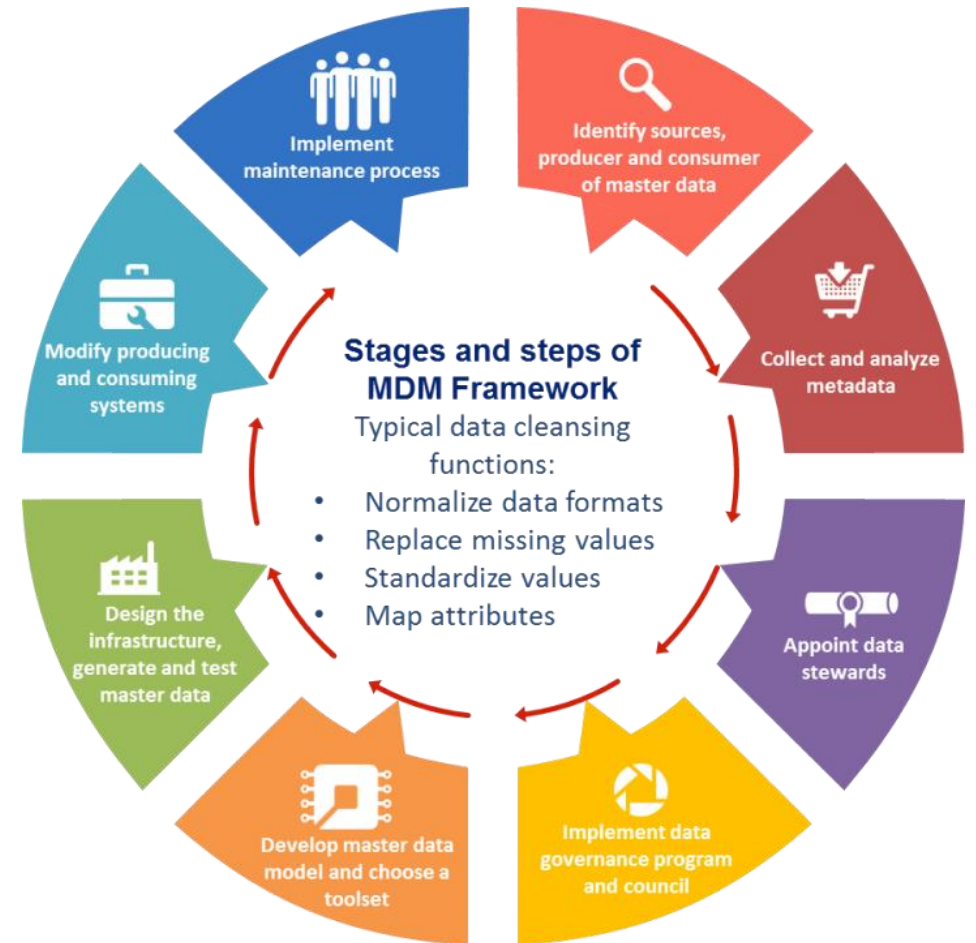 Stages and steps of
MDM Framework
Typical data cleansing
functions:
• Normalize data formats
• Replace missing values
• Standardize values
• Map attributes
Identify sources,
producer and consumer
of master data
Collect and analyze
metadata
Appoint data
stewards
Implement data
governance program
and council
Develop master data
model and choose a
toolset
Design the
infrastructure,
generate and test
master data
Modify producing
and consuming
systems
Implement
maintenance process